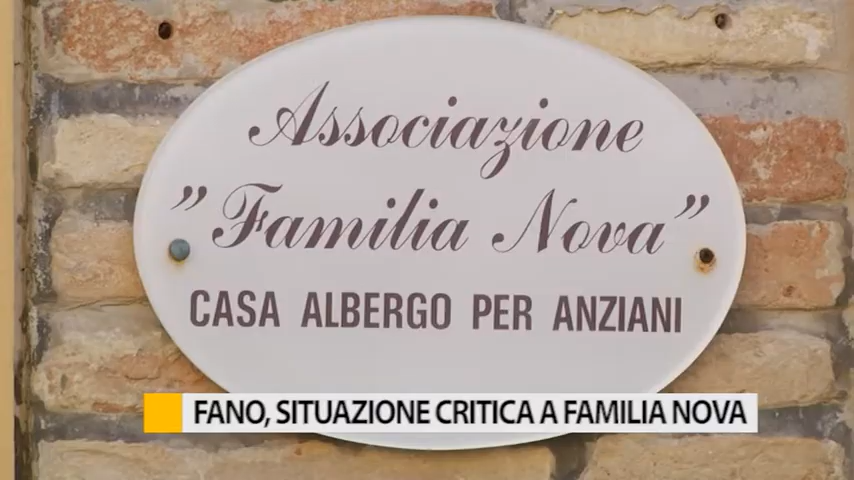 Associazione
"Familia Nova"
CASA ALBERGO PER ANZIANI
FANO, SITUAZIONE CRITICA A FAMILIA NOVA